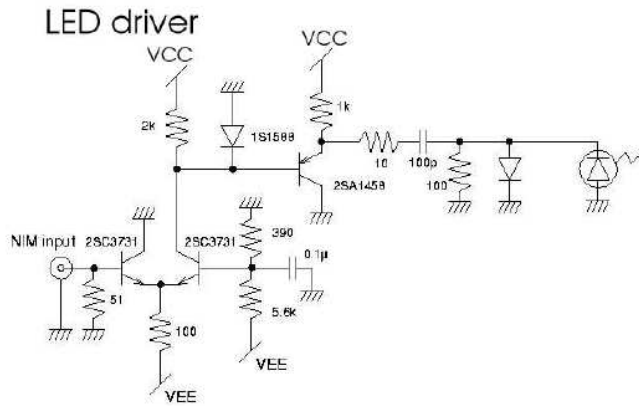 LED driver
VCC
VCC
2k
1S1588
1k
10
100p
100
2SA1458
NIM input
2SC3731
2SC3731
390
0.1μ
51
100
5.6k
VEE
VEE